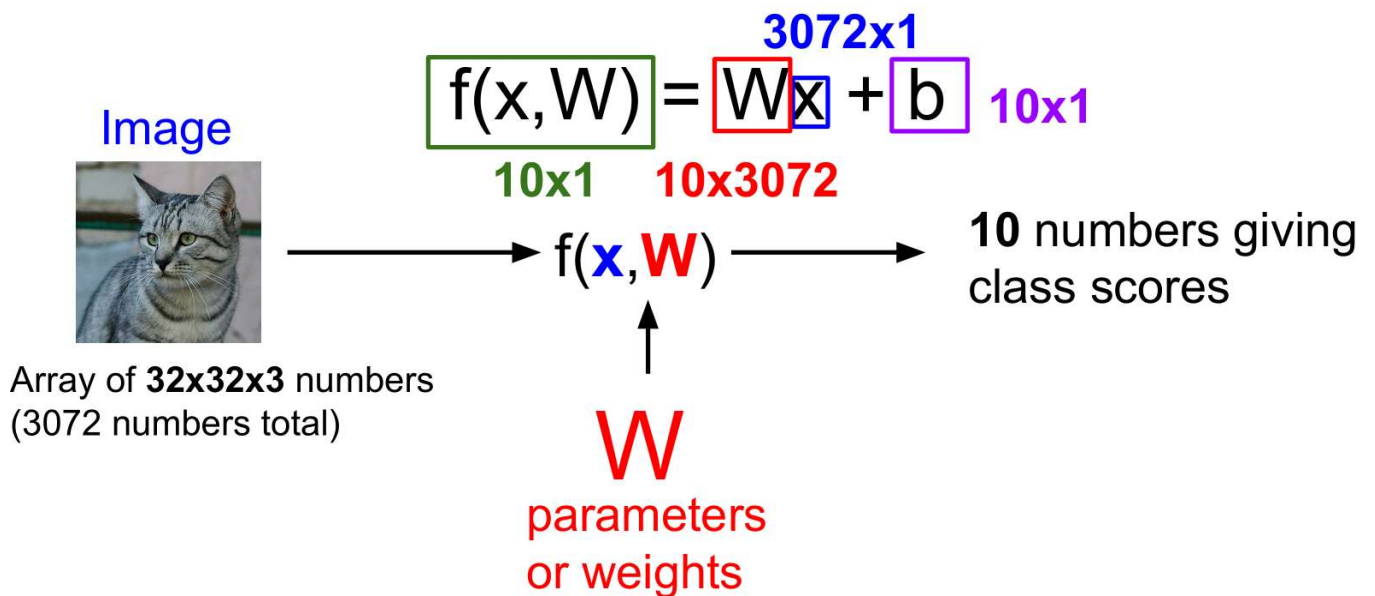 3072x1
f(x,W) = Wx + b 10x1
Image
10x1 10x3072
f(x,W)
10 numbers giving
class scores
Array of 32x32x3 numbers
(3072 numbers total)
W
parameters
or weights